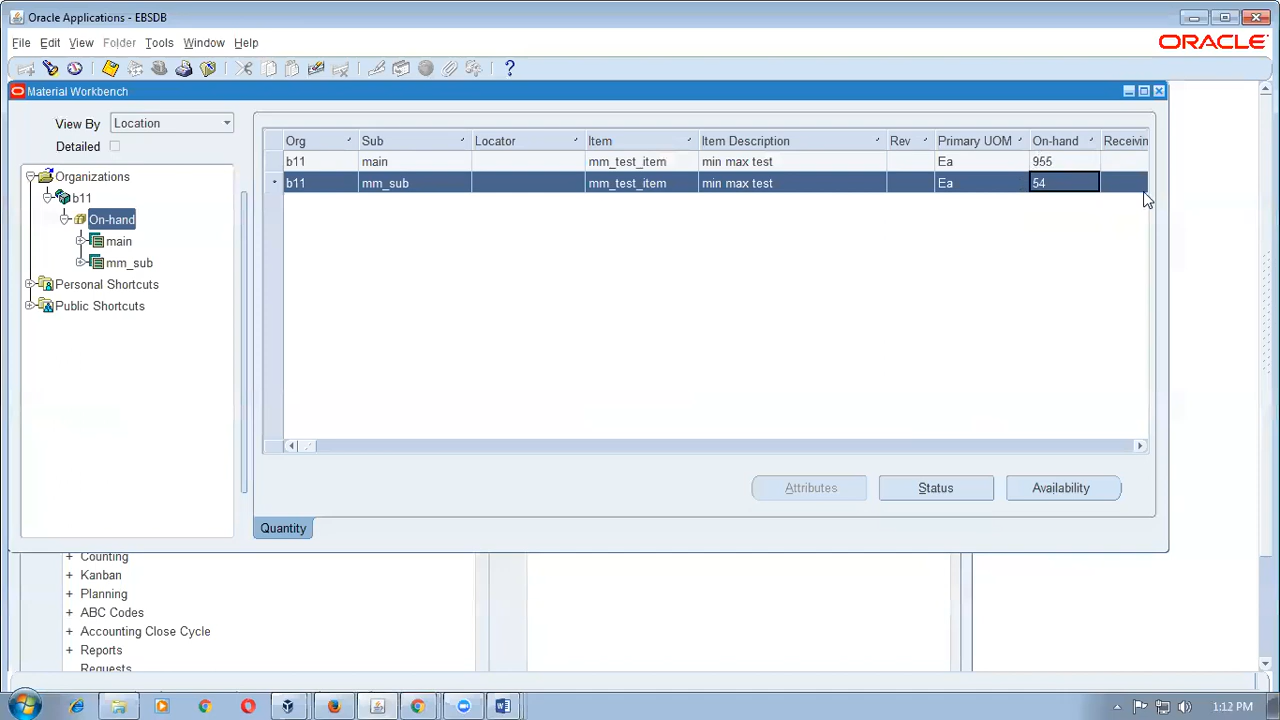 Oracle Applications - EBSDB
File Edit View Folder Tools Window Help
ORACLE
Material Workbench
View By Location
Detailed
Organizations
b11
On-hand
main
mm_sub
Personal Shortcuts
Public Shortcuts
Org Sub Locator Item Item Description Rev Primary UOM On-hand Receivin
b11 main mm_test_item min max test Ea 955
b11 mm_sub mm_test_item min max test Ea 54
Attributes Status Availability
Quantity
+ Counting
+ Kanban
+ Planning
+ ABC Codes
+ Accounting Close Cycle
+ Reports
Requests
1:12 PM